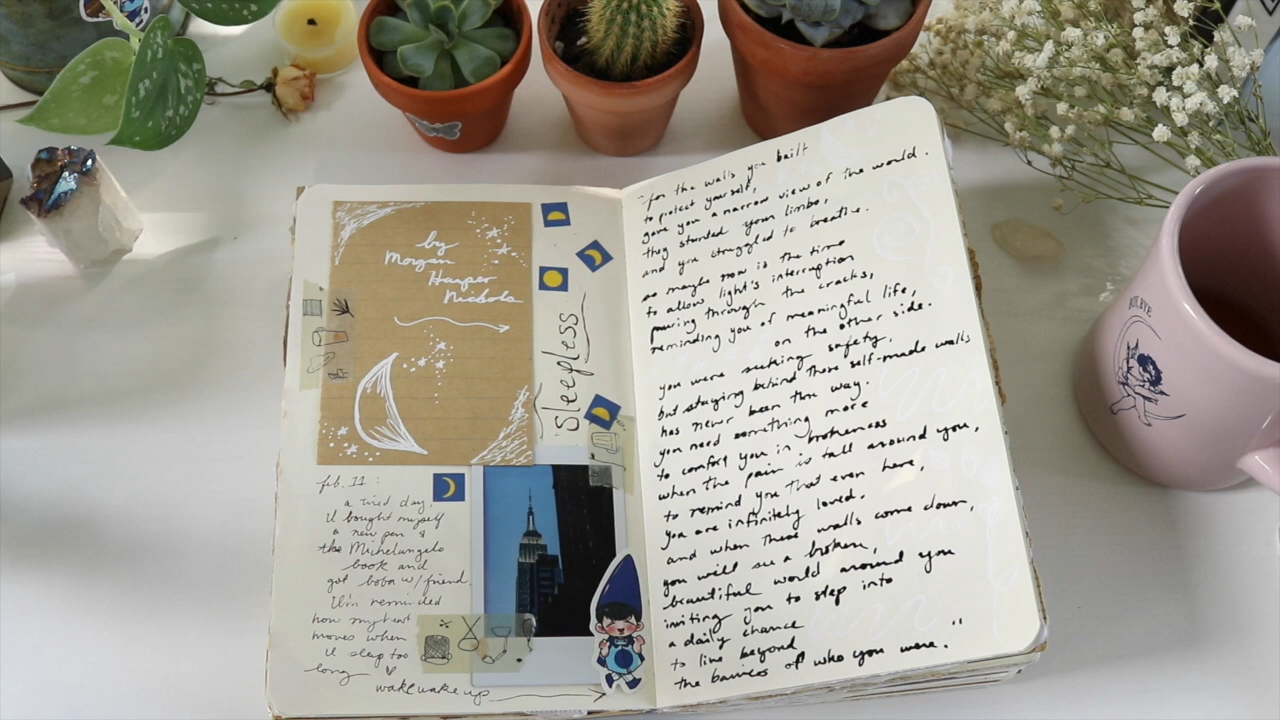 by
Morgan
Harper
Nichols
sleepless
feb. 11 :
a tired day.
U bought myself
a new pen &
the Michelangelo
book and
got boba w/ friend.
I'm reminded
how my
moves when
U sleep too
long
wake wake up
"for the walls you built
to protect yourself,
gave you a narrow view of the world.
they started your limbo,
and you struggled to breathe.
so maybe now is the time
to allow light's interruption
pouring through the cracks,
reminding you of meaningful life,
on the other side.
you were seeking safety,
but staying behind those self-made walls
has never been the way.
you need something more
to comfort you in brokenness
when the pain is tall around you,
to remind you that even here,
you are infinitely loved.
and when these walls come down,
you will see a broken,
beautiful world around you
inviting you to step into
a daily chance
to live beyond
the barriers of who you were."
BYE BYE